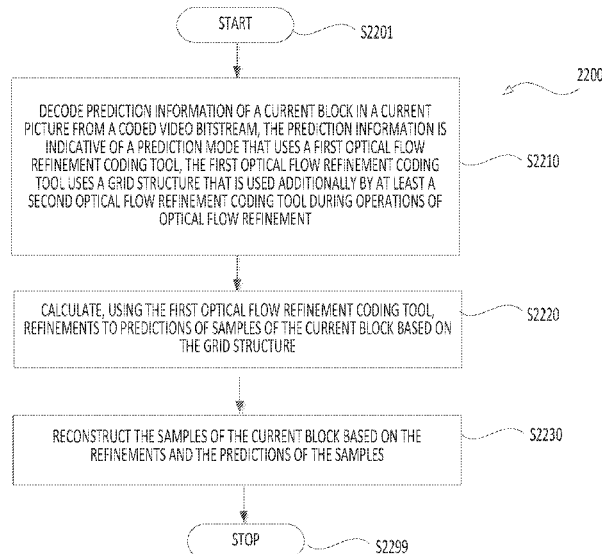 START
S2201
2200
DECODE PREDICTION INFORMATION OF A CURRENT BLOCK IN A CURRENT
PICTURE FROM A CODED VIDEO BITSTREAM, THE PREDICTION INFORMATION IS
INDICATIVE OF A PREDICTION MODE THAT USES A FIRST OPTICAL FLOW
REFINEMENT CODING TOOL, THE FIRST OPTICAL FLOW REFINEMENT CODING
TOOL USES A GRID STRUCTURE THAT IS USED ADDITIONALLY BY AT LEAST A
SECOND OPTICAL FLOW REFINEMENT CODING TOOL DURING OPERATIONS OF
OPTICAL FLOW REFINEMENT
S2210
CALCULATE, USING THE FIRST OPTICAL FLOW REFINEMENT CODING TOOL,
REFINEMENTS TO PREDICTIONS OF SAMPLES OF THE CURRENT BLOCK BASED ON
THE GRID STRUCTURE
S2220
RECONSTRUCT THE SAMPLES OF THE CURRENT BLOCK BASED ON THE
REFINEMENTS AND THE PREDICTIONS OF THE SAMPLES
S2230
STOP
S2299